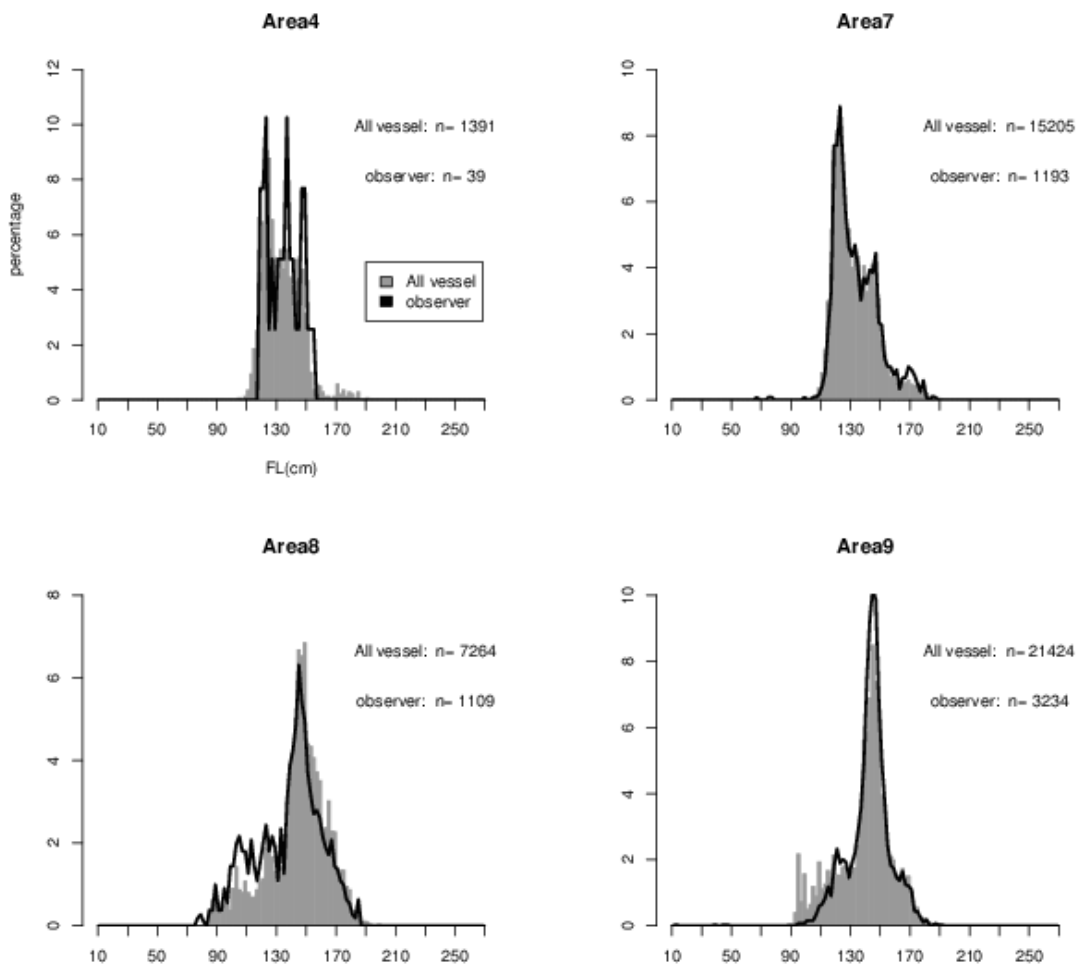 Area4
percentage
12
10
8
6
4
2
0
All vessel: n= 1391
observer: n= 39
All vessel
observer
10 50 90 130 170 210 250
FL(cm)
Area7
10
8
6
4
2
0
All vessel: n= 15205
observer: n= 1193
10 50 90 130 170 210 250
Area8
8
6
4
2
0
All vessel: n= 7264
observer: n= 1109
10 50 90 130 170 210 250
Area9
10
8
6
4
2
0
All vessel: n= 21424
observer: n= 3234
10 50 90 130 170 210 250